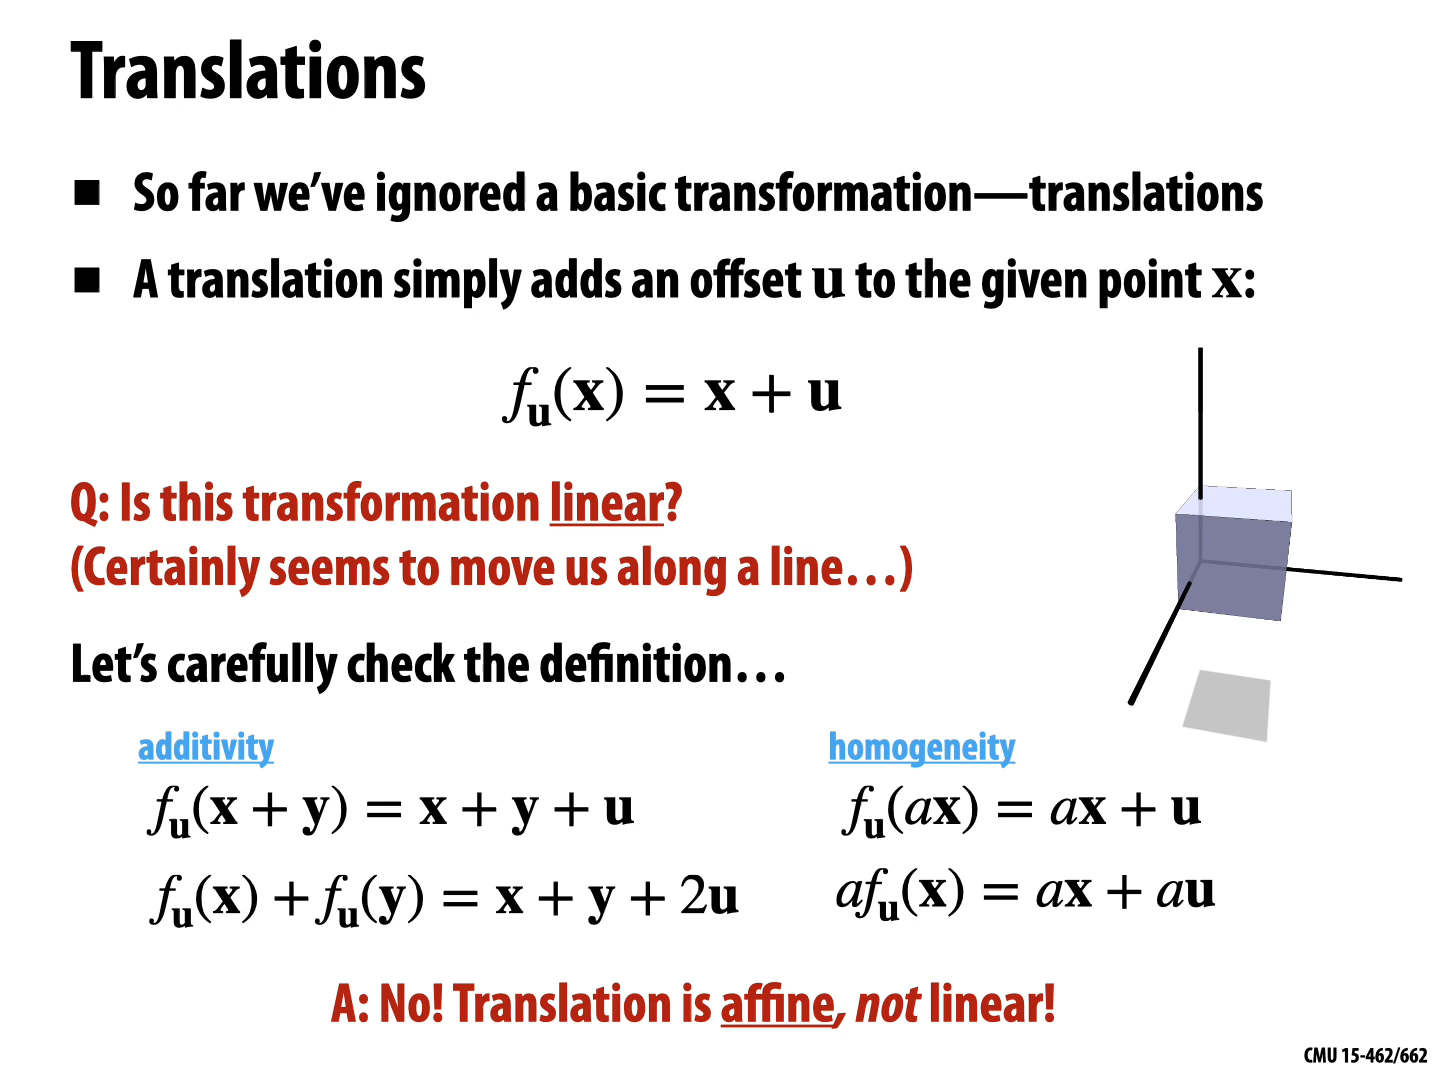 Translations
■ So far we’ve ignored a basic transformation—translations
■ A translation simply adds an offset u to the given point x:
f_u(x) = x + u
Q: Is this transformation linear?
(Certainly seems to move us along a line…)
Let’s carefully check the definition…
additivity
f_u(x + y) = x + y + u
f_u(x) + f_u(y) = x + y + 2u
homogeneity
f_u(ax) = ax + u
af_u(x) = ax + au
A: No! Translation is affine, not linear!
CMU 15-462/662